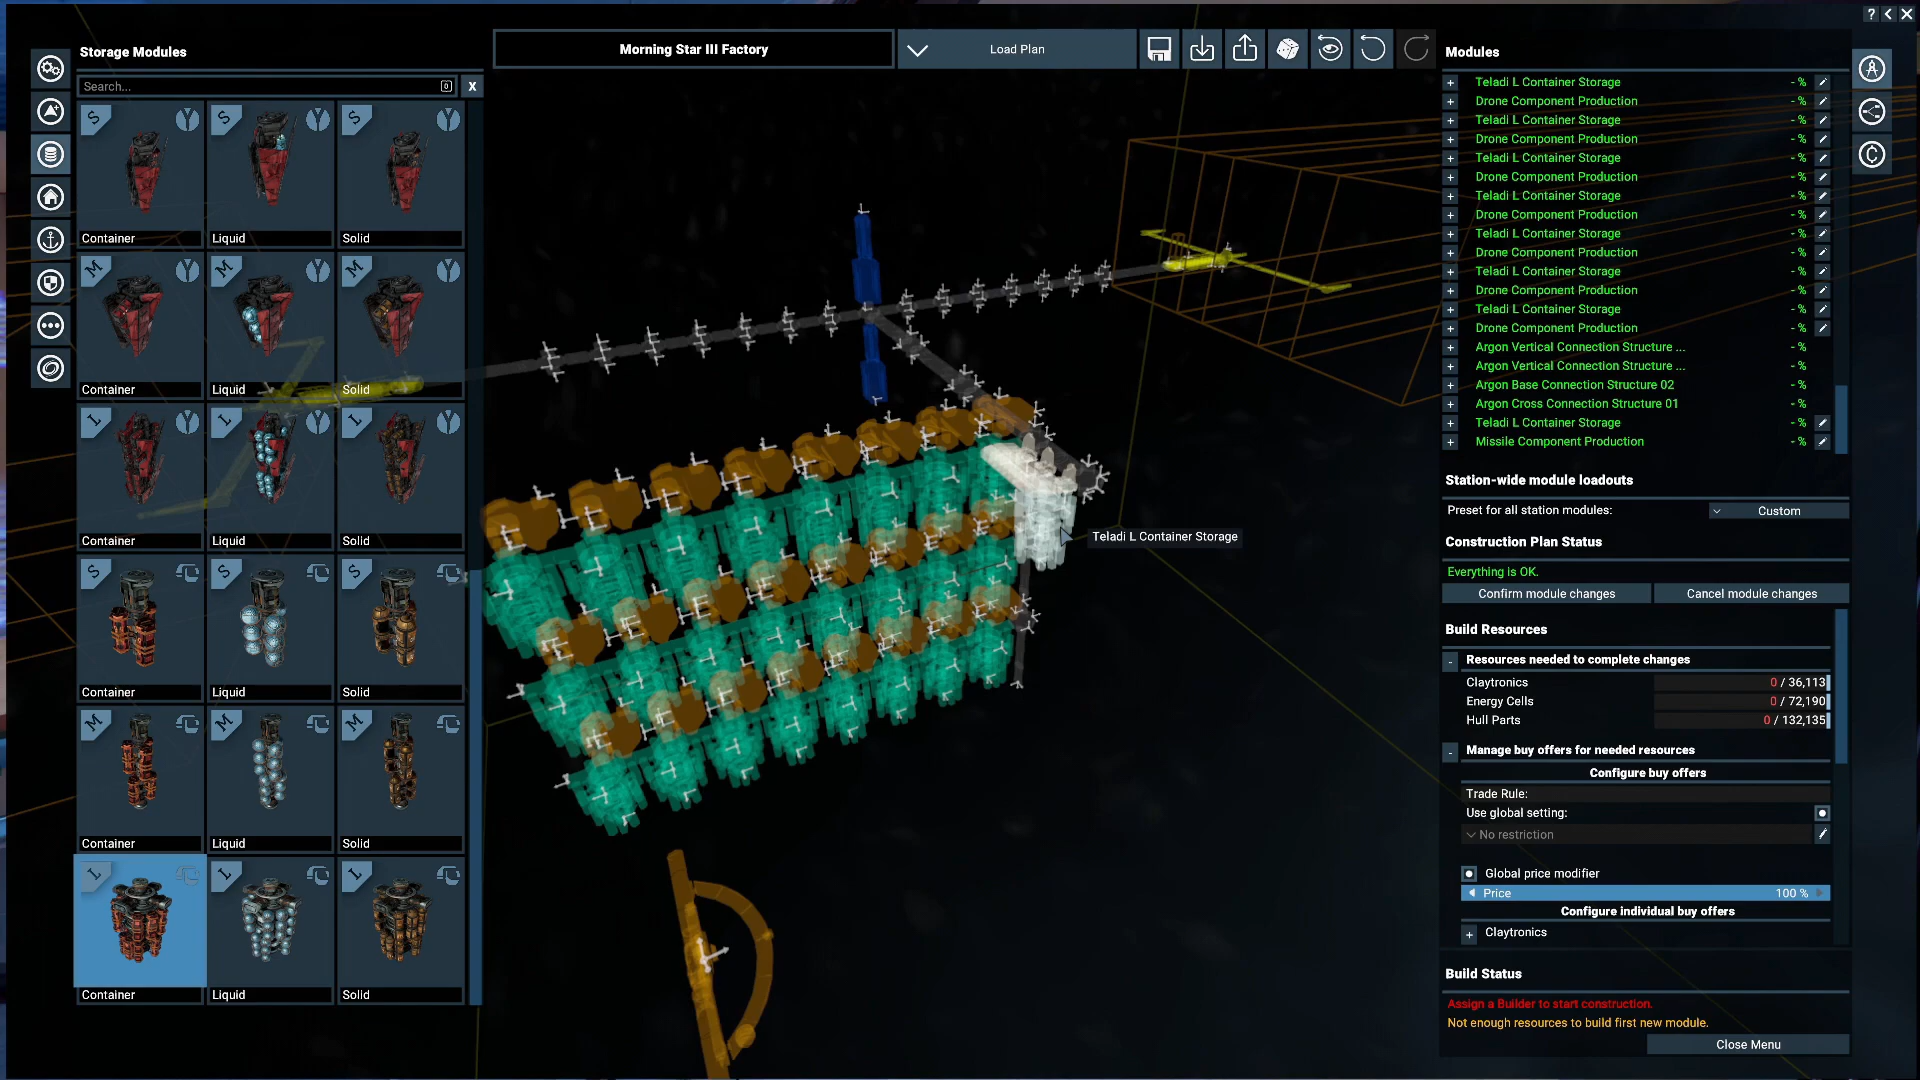 ? < X
Storage Modules
Search...
0
x
S
S
S
Container
Liquid
Solid
M
M
M
Container
Liquid
Solid
L
L
L
Container
Liquid
Solid
S
S
S
Container
Liquid
Solid
M
M
M
Container
Liquid
Solid
L
L
L
Container
Liquid
Solid
Morning Star III Factory
Load Plan
Teladi L Container Storage
Modules
+ Teladi L Container Storage - %
+ Drone Component Production - %
+ Teladi L Container Storage - %
+ Drone Component Production - %
+ Teladi L Container Storage - %
+ Drone Component Production - %
+ Teladi L Container Storage - %
+ Drone Component Production - %
+ Teladi L Container Storage - %
+ Drone Component Production - %
+ Teladi L Container Storage - %
+ Drone Component Production - %
+ Teladi L Container Storage - %
+ Drone Component Production - %
+ Argon Vertical Connection Structure ... - %
+ Argon Vertical Connection Structure ... - %
+ Argon Base Connection Structure 02 - %
+ Argon Cross Connection Structure 01 - %
+ Teladi L Container Storage - %
+ Missile Component Production - %
Station-wide module loadouts
Preset for all station modules: Custom
Construction Plan Status
Everything is OK.
Confirm module changes Cancel module changes
Build Resources
- Resources needed to complete changes
Claytronics 0 / 36,113
Energy Cells 0 / 72,190
Hull Parts 0 / 132,135
- Manage buy offers for needed resources
Configure buy offers
Trade Rule:
Use global setting:
No restriction
Global price modifier
Price 100 %
Configure individual buy offers
+ Claytronics
Build Status
Assign a Builder to start construction.
Not enough resources to build first new module.
Close Menu